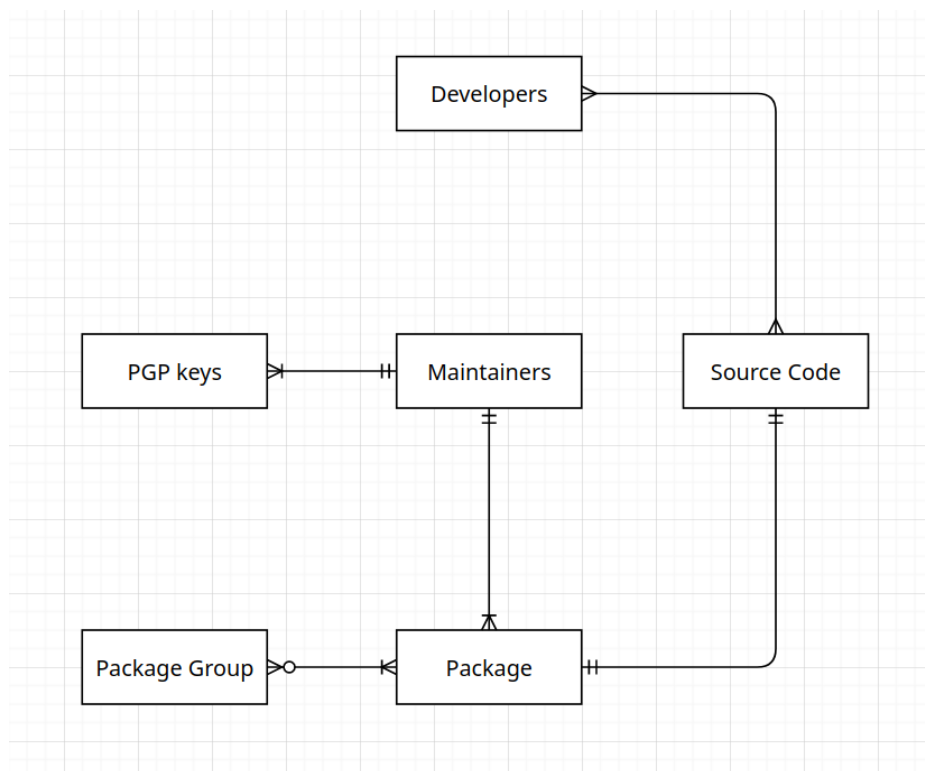 Developers
PGP keys
Maintainers
Source Code
Package Group
Package